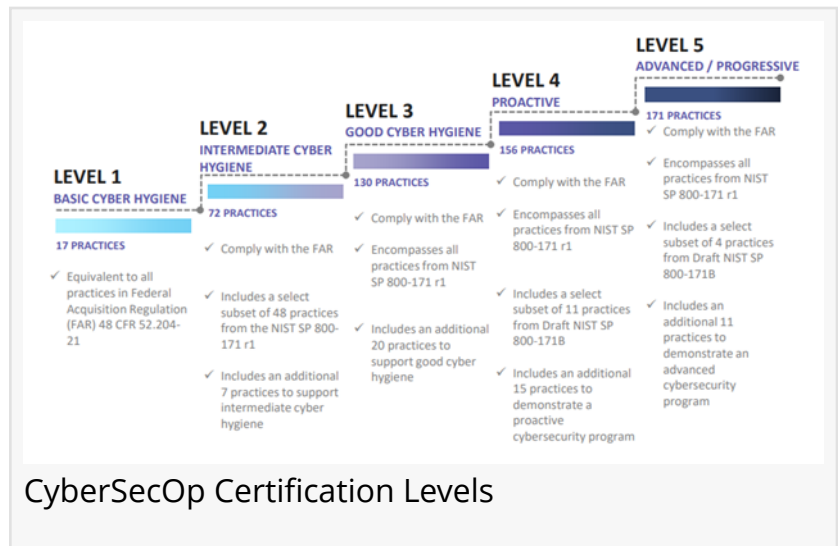 LEVEL 1
BASIC CYBER HYGIENE
17 PRACTICES
✓ Equivalent to all
practices in Federal
Acquisition Regulation
(FAR) 48 CFR 52.204-
21
LEVEL 2
INTERMEDIATE CYBER
HYGIENE
72 PRACTICES
✓ Comply with the FAR
✓ Includes a select
subset of 48 practices
from the NIST SP 800-
171 r1
✓ Includes an additional
7 practices to support
intermediate cyber
hygiene
LEVEL 3
GOOD CYBER HYGIENE
130 PRACTICES
✓ Comply with the FAR
✓ Encompasses all
practices from NIST
SP 800-171 r1
✓ Includes an additional
20 practices to
support good cyber
hygiene
LEVEL 4
PROACTIVE
156 PRACTICES
✓ Comply with the FAR
✓ Encompasses all
practices from NIST SP
800-171 r1
✓ Includes a select
subset of 11 practices
from Draft NIST SP
800-171B
✓ Includes an additional
15 practices to
demonstrate a
proactive
cybersecurity program
LEVEL 5
ADVANCED / PROGRESSIVE
171 PRACTICES
✓ Comply with the FAR
✓ Encompasses all
practices from NIST
SP 800-171 r1
✓ Includes a select
subset of 4 practices
from Draft NIST SP
800-171B
✓ Includes an
additional 11
practices to
demonstrate an
advanced
cybersecurity
program
CyberSecOp Certification Levels